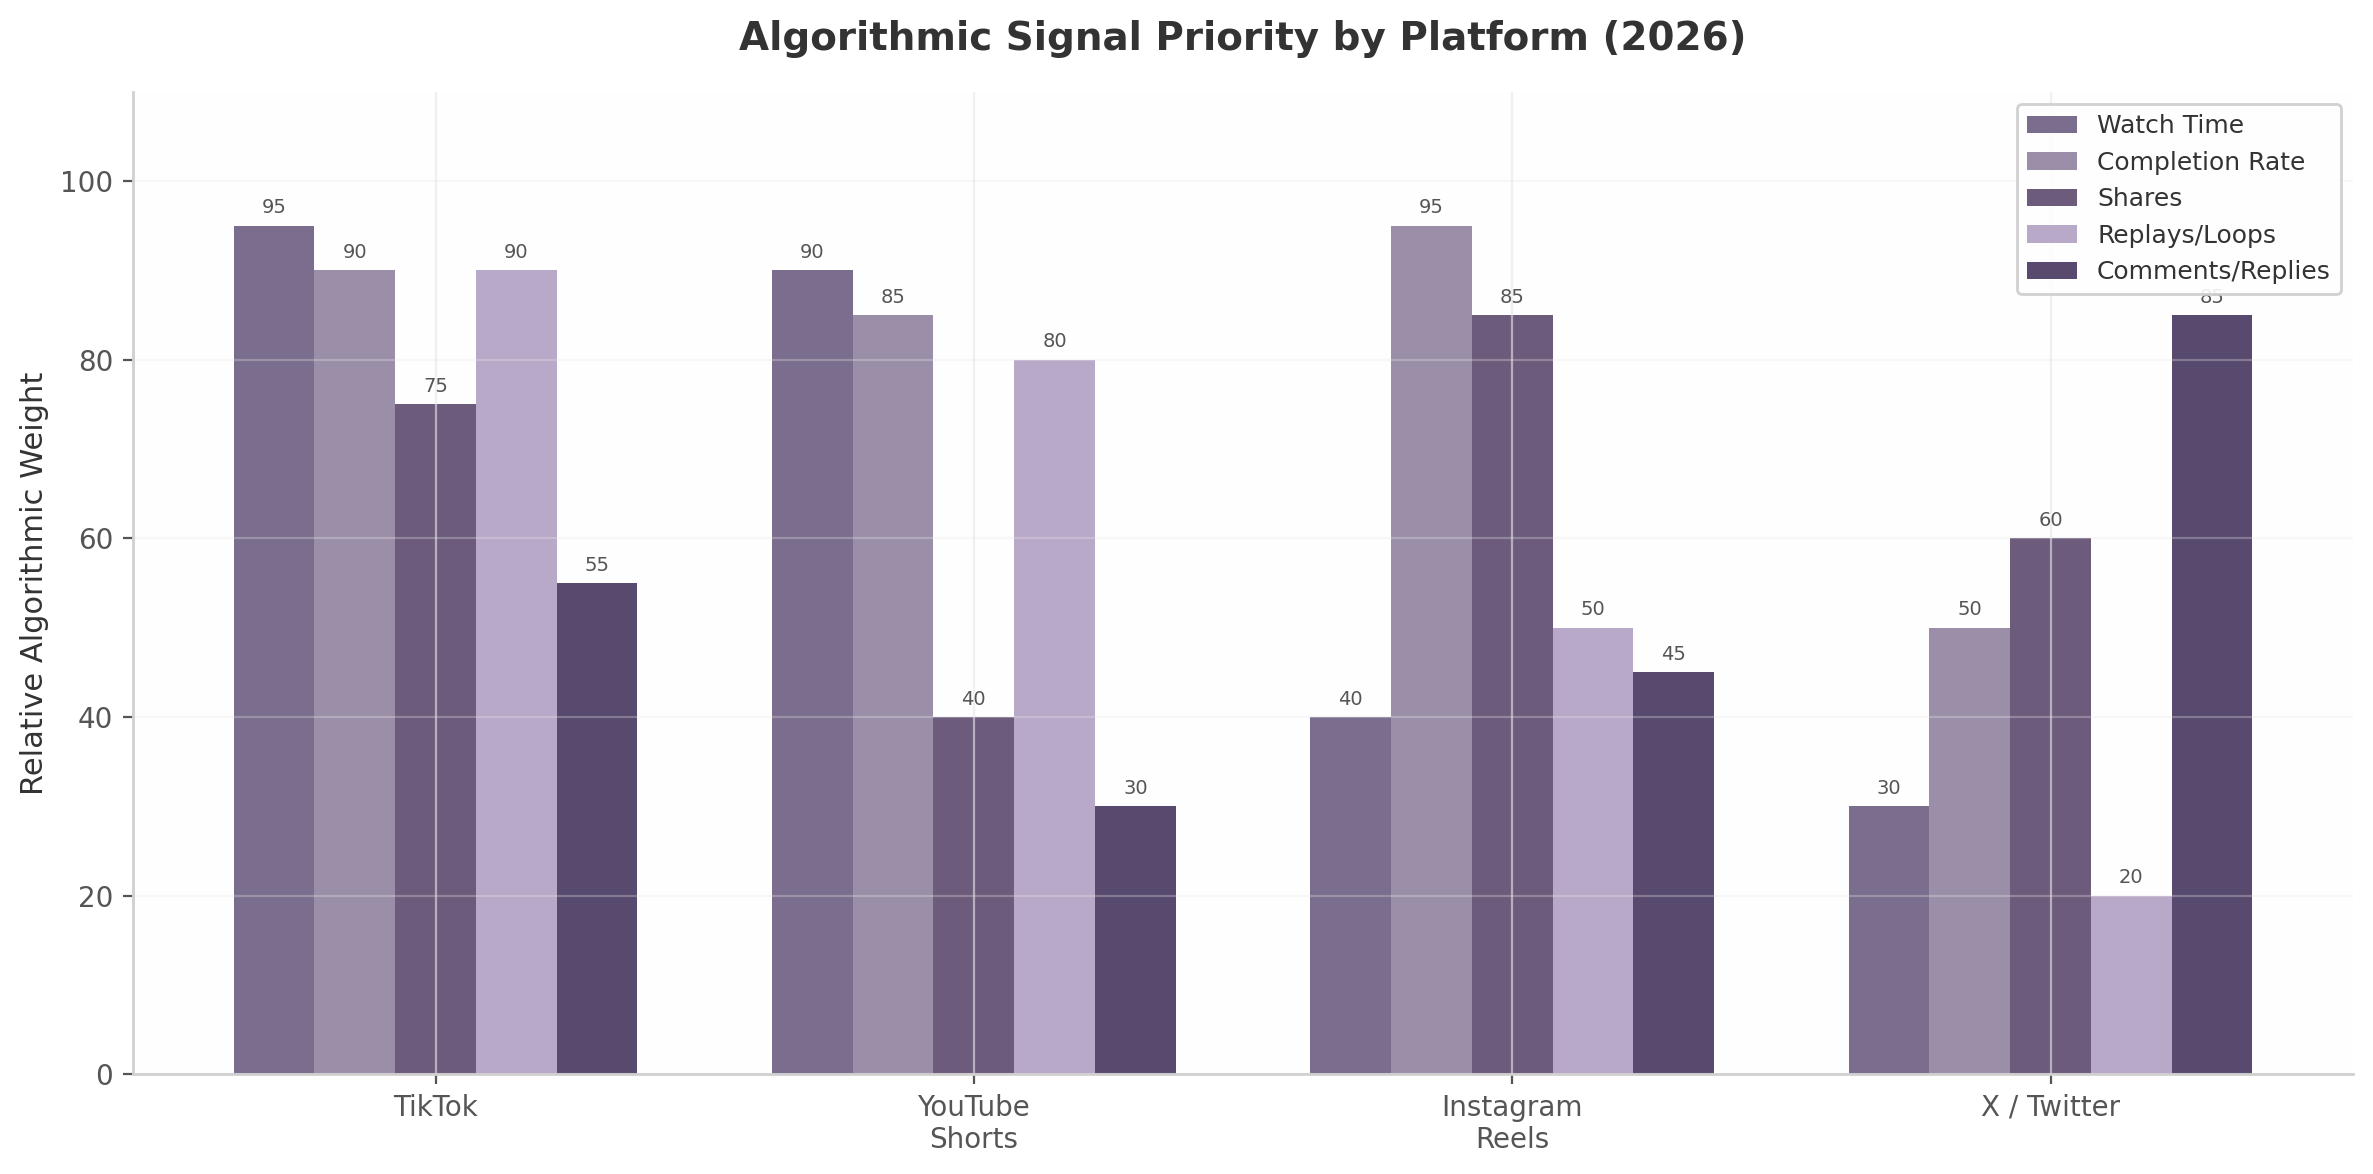 Algorithmic Signal Priority by Platform (2026)
Relative Algorithmic Weight
100
80
60
40
20
0
95
90
75
90
55
90
85
40
80
30
40
95
85
50
45
30
50
60
20
85
Watch Time
Completion Rate
Shares
Replays/Loops
Comments/Replies
TikTok
YouTube
Shorts
Instagram
Reels
X / Twitter